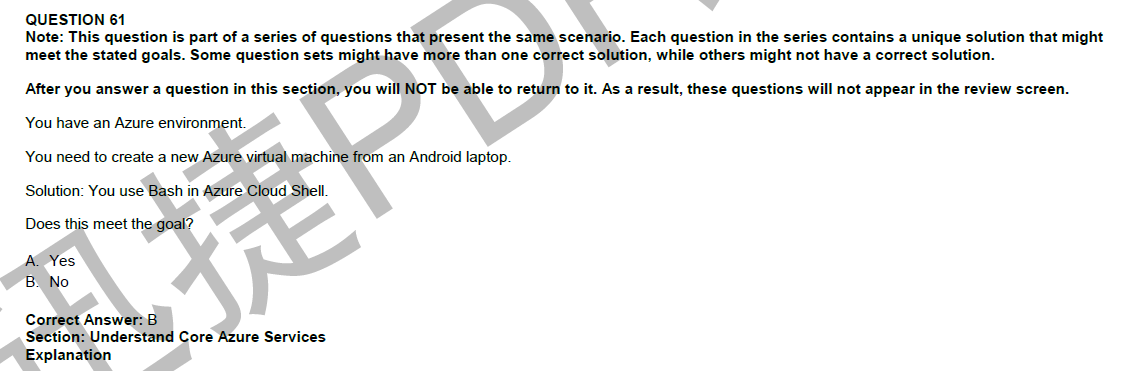 QUESTION 61
Note: This question is part of a series of questions that present the same scenario. Each question in the series contains a unique solution that might
meet the stated goals. Some question sets might have more than one correct solution, while others might not have a correct solution.
After you answer a question in this section, you will NOT be able to return to it. As a result, these questions will not appear in the review screen.
You have an Azure environment.
You need to create a new Azure virtual machine from an Android laptop.
Solution: You use Bash in Azure Cloud Shell.
Does this meet the goal?
A. Yes
B. No
Correct Answer: B
Section: Understand Core Azure Services
Explanation
讯捷PDF